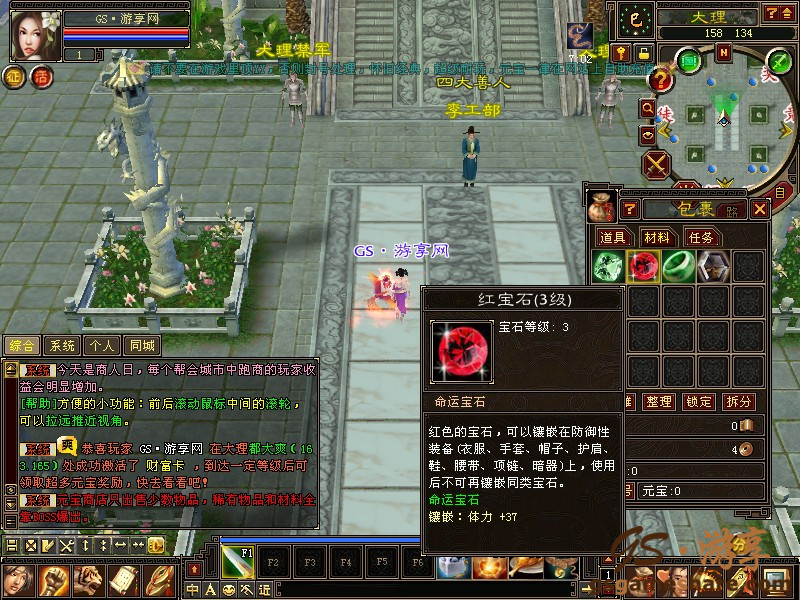 GS·游享网
1
大理
158 134
N
大理禁军
四大善人
李工部
GS·游享网
包裹
道具 材料 任务
红宝石(3级)
宝石等级: 3
命运宝石
红色的宝石，可以镶嵌在防御性
装备(衣服、手套、帽子、护肩、
鞋、腰带、项链、暗器)上，使用
后不可再镶嵌同类宝石。
命运宝石
镶嵌：体力 +37
整理 锁定 拆分
0
4
:0
元宝:0
综合 系统 个人 同城
系统 今天是商人日，每个帮会城市中跑商的玩家收
益会明显增加。
[帮助]方便的小功能：前后滚动鼠标中间的滚轮，
可以拉远推近视角。
系统 恭喜玩家 GS·游享网 在大理都大爽（163
165）处成功激活了 财富卡 ，到达一定等级后可
领取超多元宝奖励，快去看看吧！
系统 元宝商店只出售少数物品，稀有物品和材料全
靠BOSS爆出。
F1 F2 F3 F4 F5 F6
中 A 近
1
GS·游享